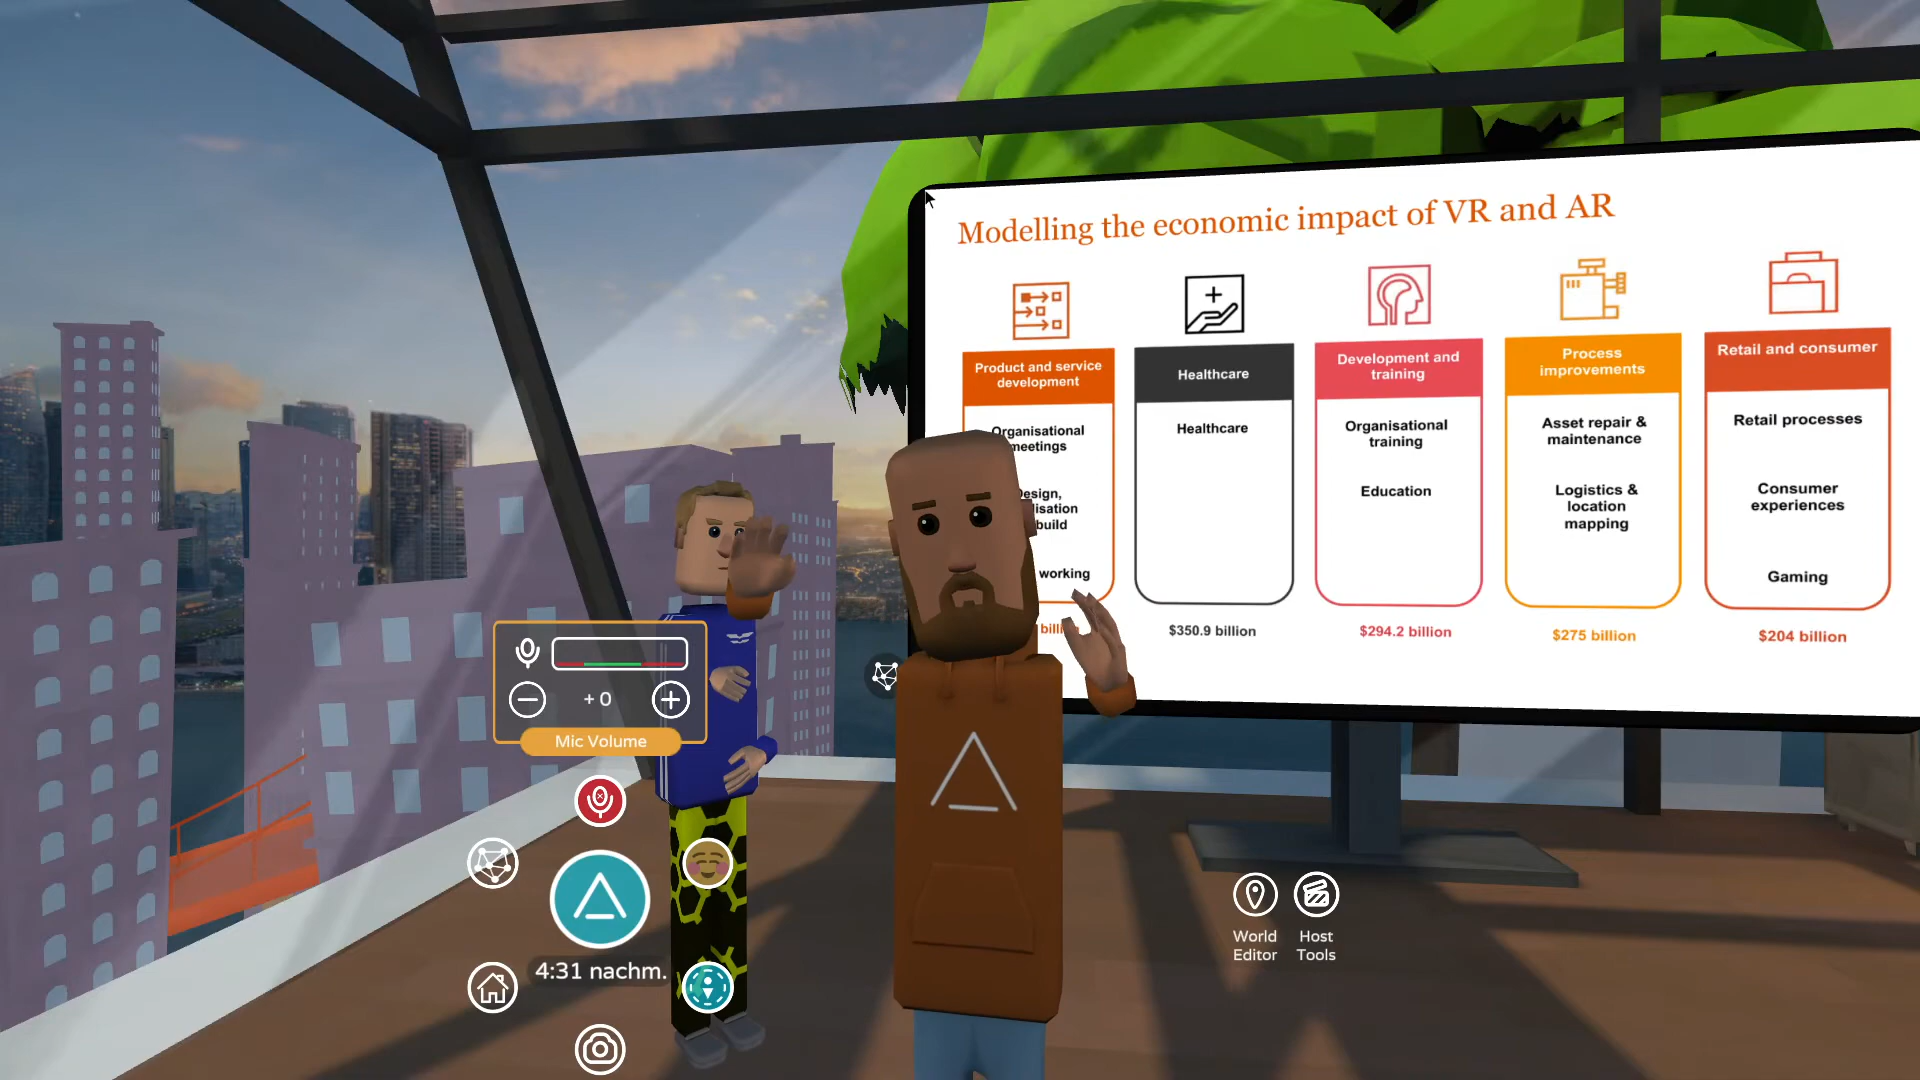 Modelling the economic impact of VR and AR
Product and service
development
Healthcare
Development and
training
Process
improvements
Retail and consumer
Organisational
meetings
working
Healthcare
Organisational
training
Education
Asset repair &
maintenance
Logistics &
location
mapping
Retail processes
Consumer
experiences
Gaming
$350.9 billion
$294.2 billion
$275 billion
$204 billion
+ 0
Mic Volume
4:31 nachm.
World
Editor
Host
Tools